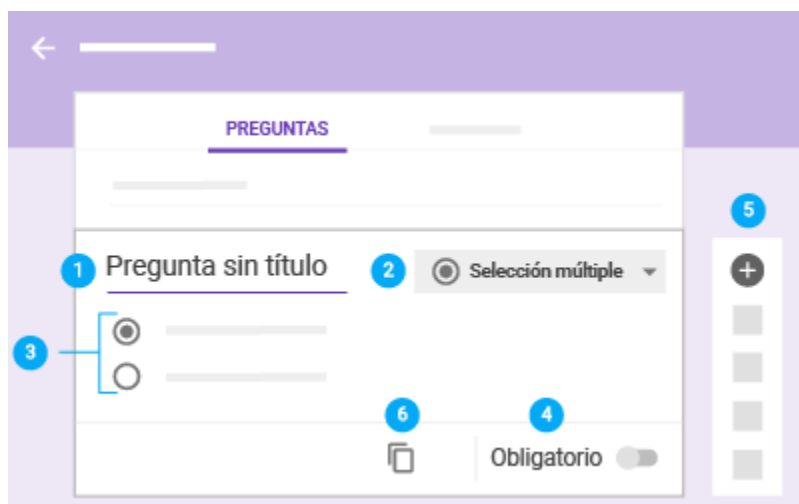 PREGUNTAS
5
1 Pregunta sin título 2 Selección múltiple
3
6 4
Obligatorio